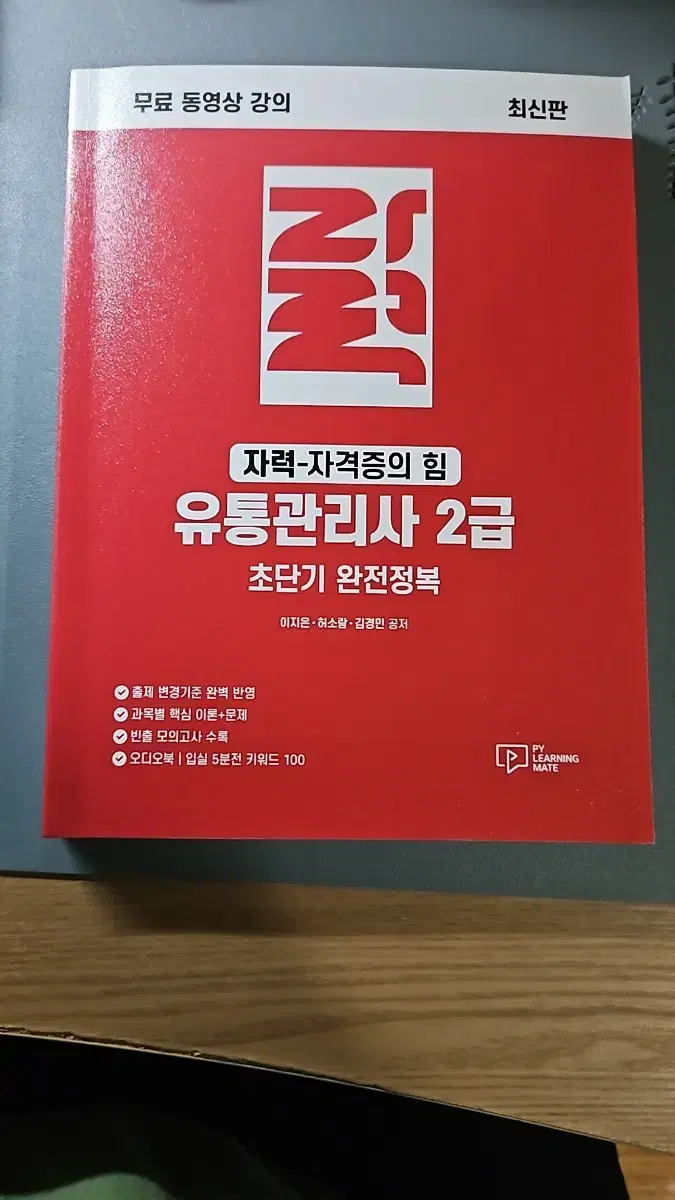 무료 동영상 강의
최신판
자력
자력-자격증의 힘
유통관리사 2급
초단기 완전정복
이지은·허소람·김경민 공저
출제 변경기준 완벽 반영
과목별 핵심 이론+문제
빈출 모의고사 수록
오디오북 | 입실 5분전 키워드 100
PY
LEARNING
MATE